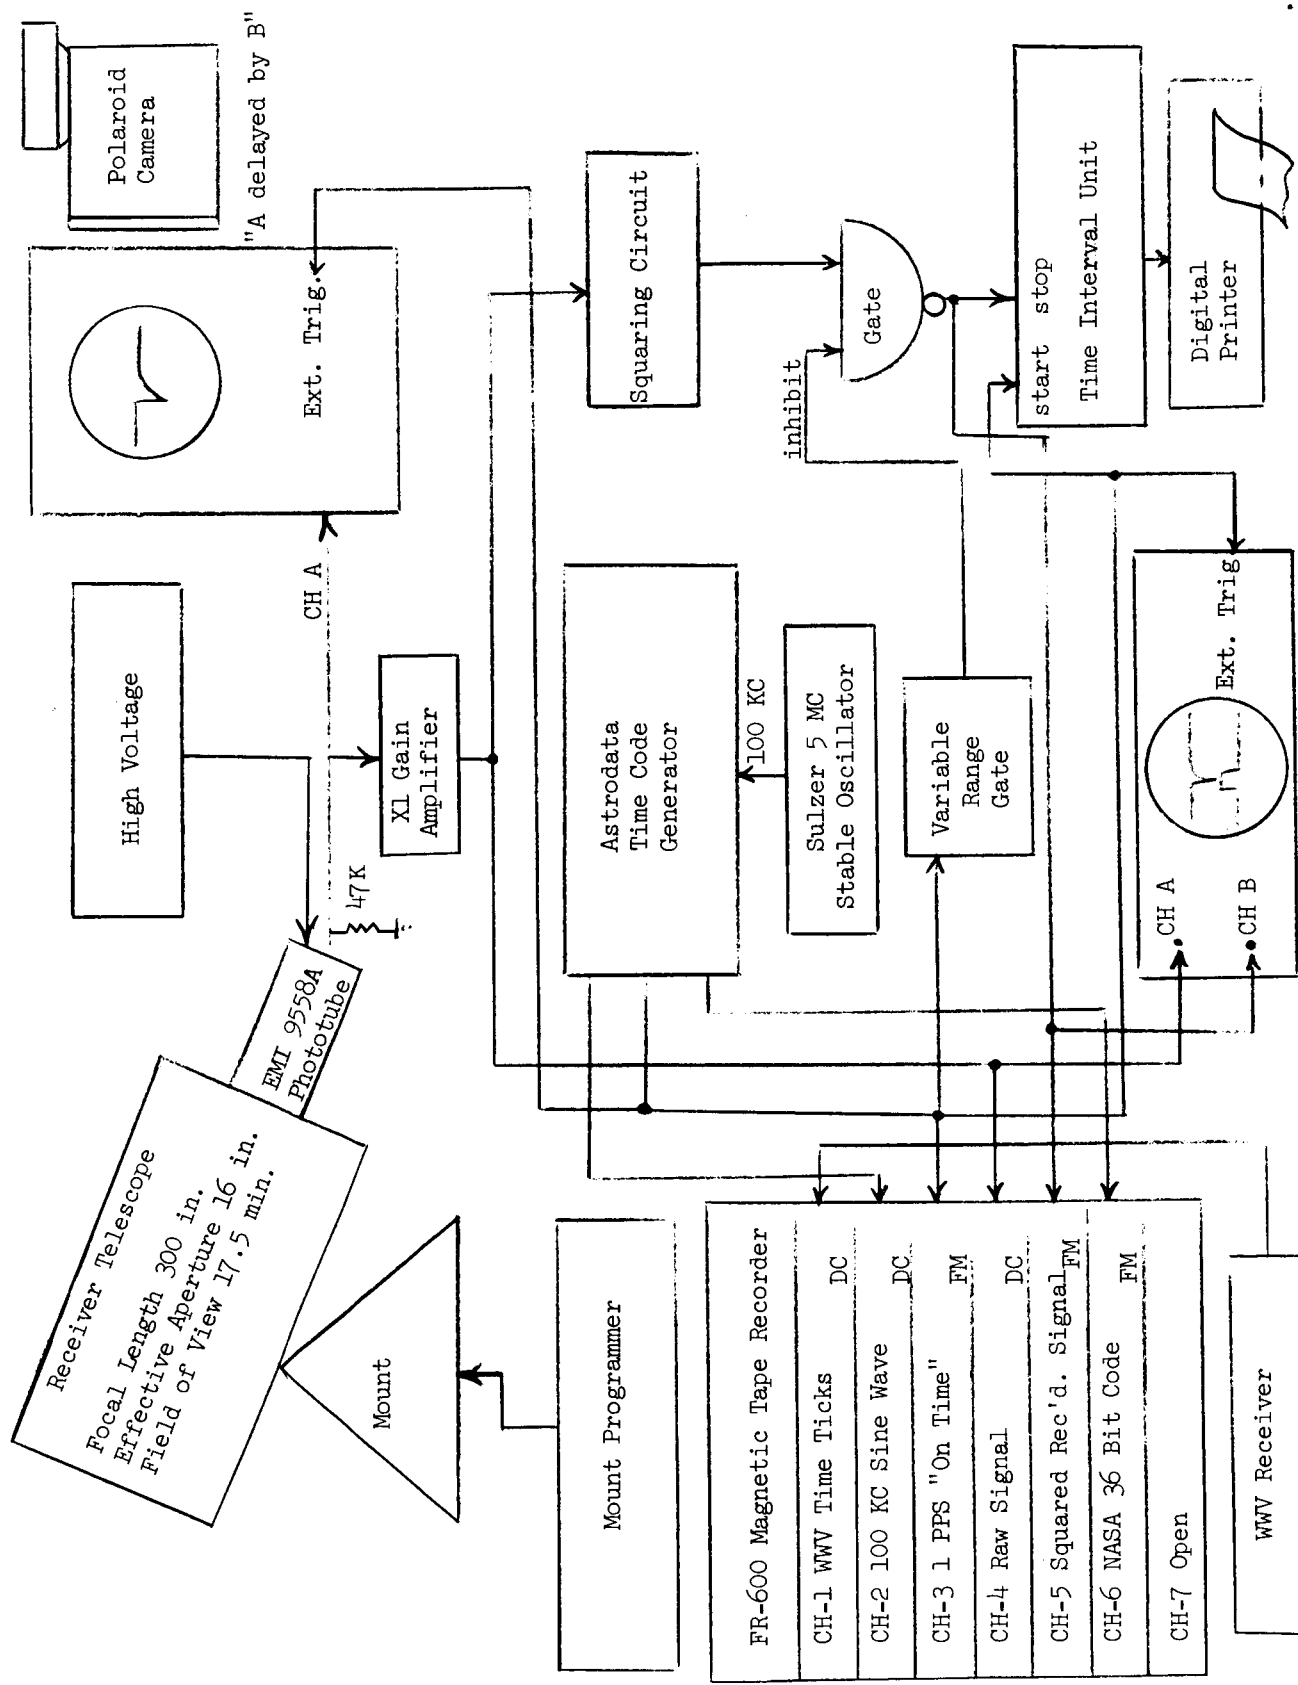 Receiver Telescope
Focal Length 300 in.
Effective Aperture 16 in.
Field of View 17.5 min.
EMI 9558A
Phototube
High Voltage
47K
CH A
Ext. Trig.
Polaroid
Camera
"A delayed by B"
Mount
X1 Gain
Amplifier
Mount Programmer
Astrodata
Time Code
Generator
100 KC
Sulzer 5 MC
Stable Oscillator
Squaring Circuit
inhibit
Gate
Variable
Range
Gate
start stop
Time Interval Unit
Digital
Printer
FR-600 Magnetic Tape Recorder
CH-1 WWV Time Ticks DC
CH-2 100 KC Sine Wave DC
CH-3 1 PPS "On Time" FM
CH-4 Raw Signal DC
CH-5 Squared Rec'd. Signal FM
CH-6 NASA 36 Bit Code FM
CH-7 Open
CH A
CH B
Ext. Trig
WWV Receiver